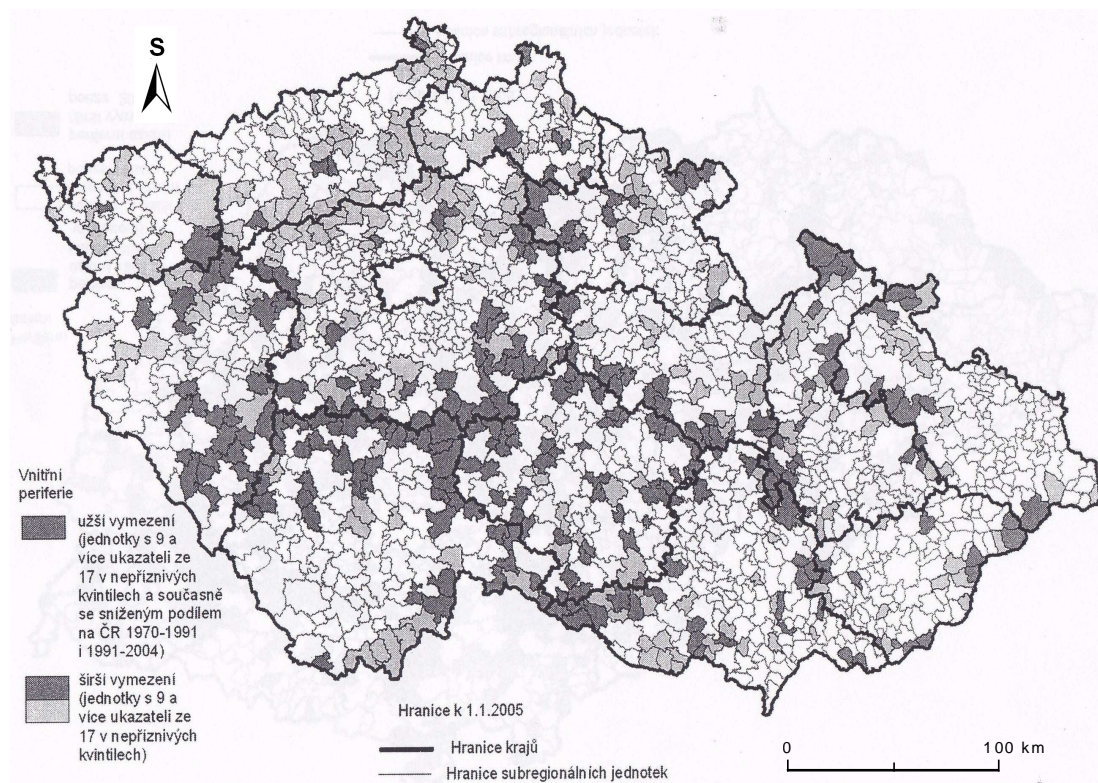 S
Vnitřní
periferie
užší vymezení
(jednotky s 9 a
více ukazateli ze
17 v nepříznivých
kvintilech a současně
se sníženým podílem
na ČR 1970-1991
i 1991-2004)
širší vymezení
(jednotky s 9 a
více ukazateli ze
17 v nepříznivých
kvintilech)
Hranice k 1.1.2005
Hranice krajů
Hranice subregionálních jednotek
0 100 km